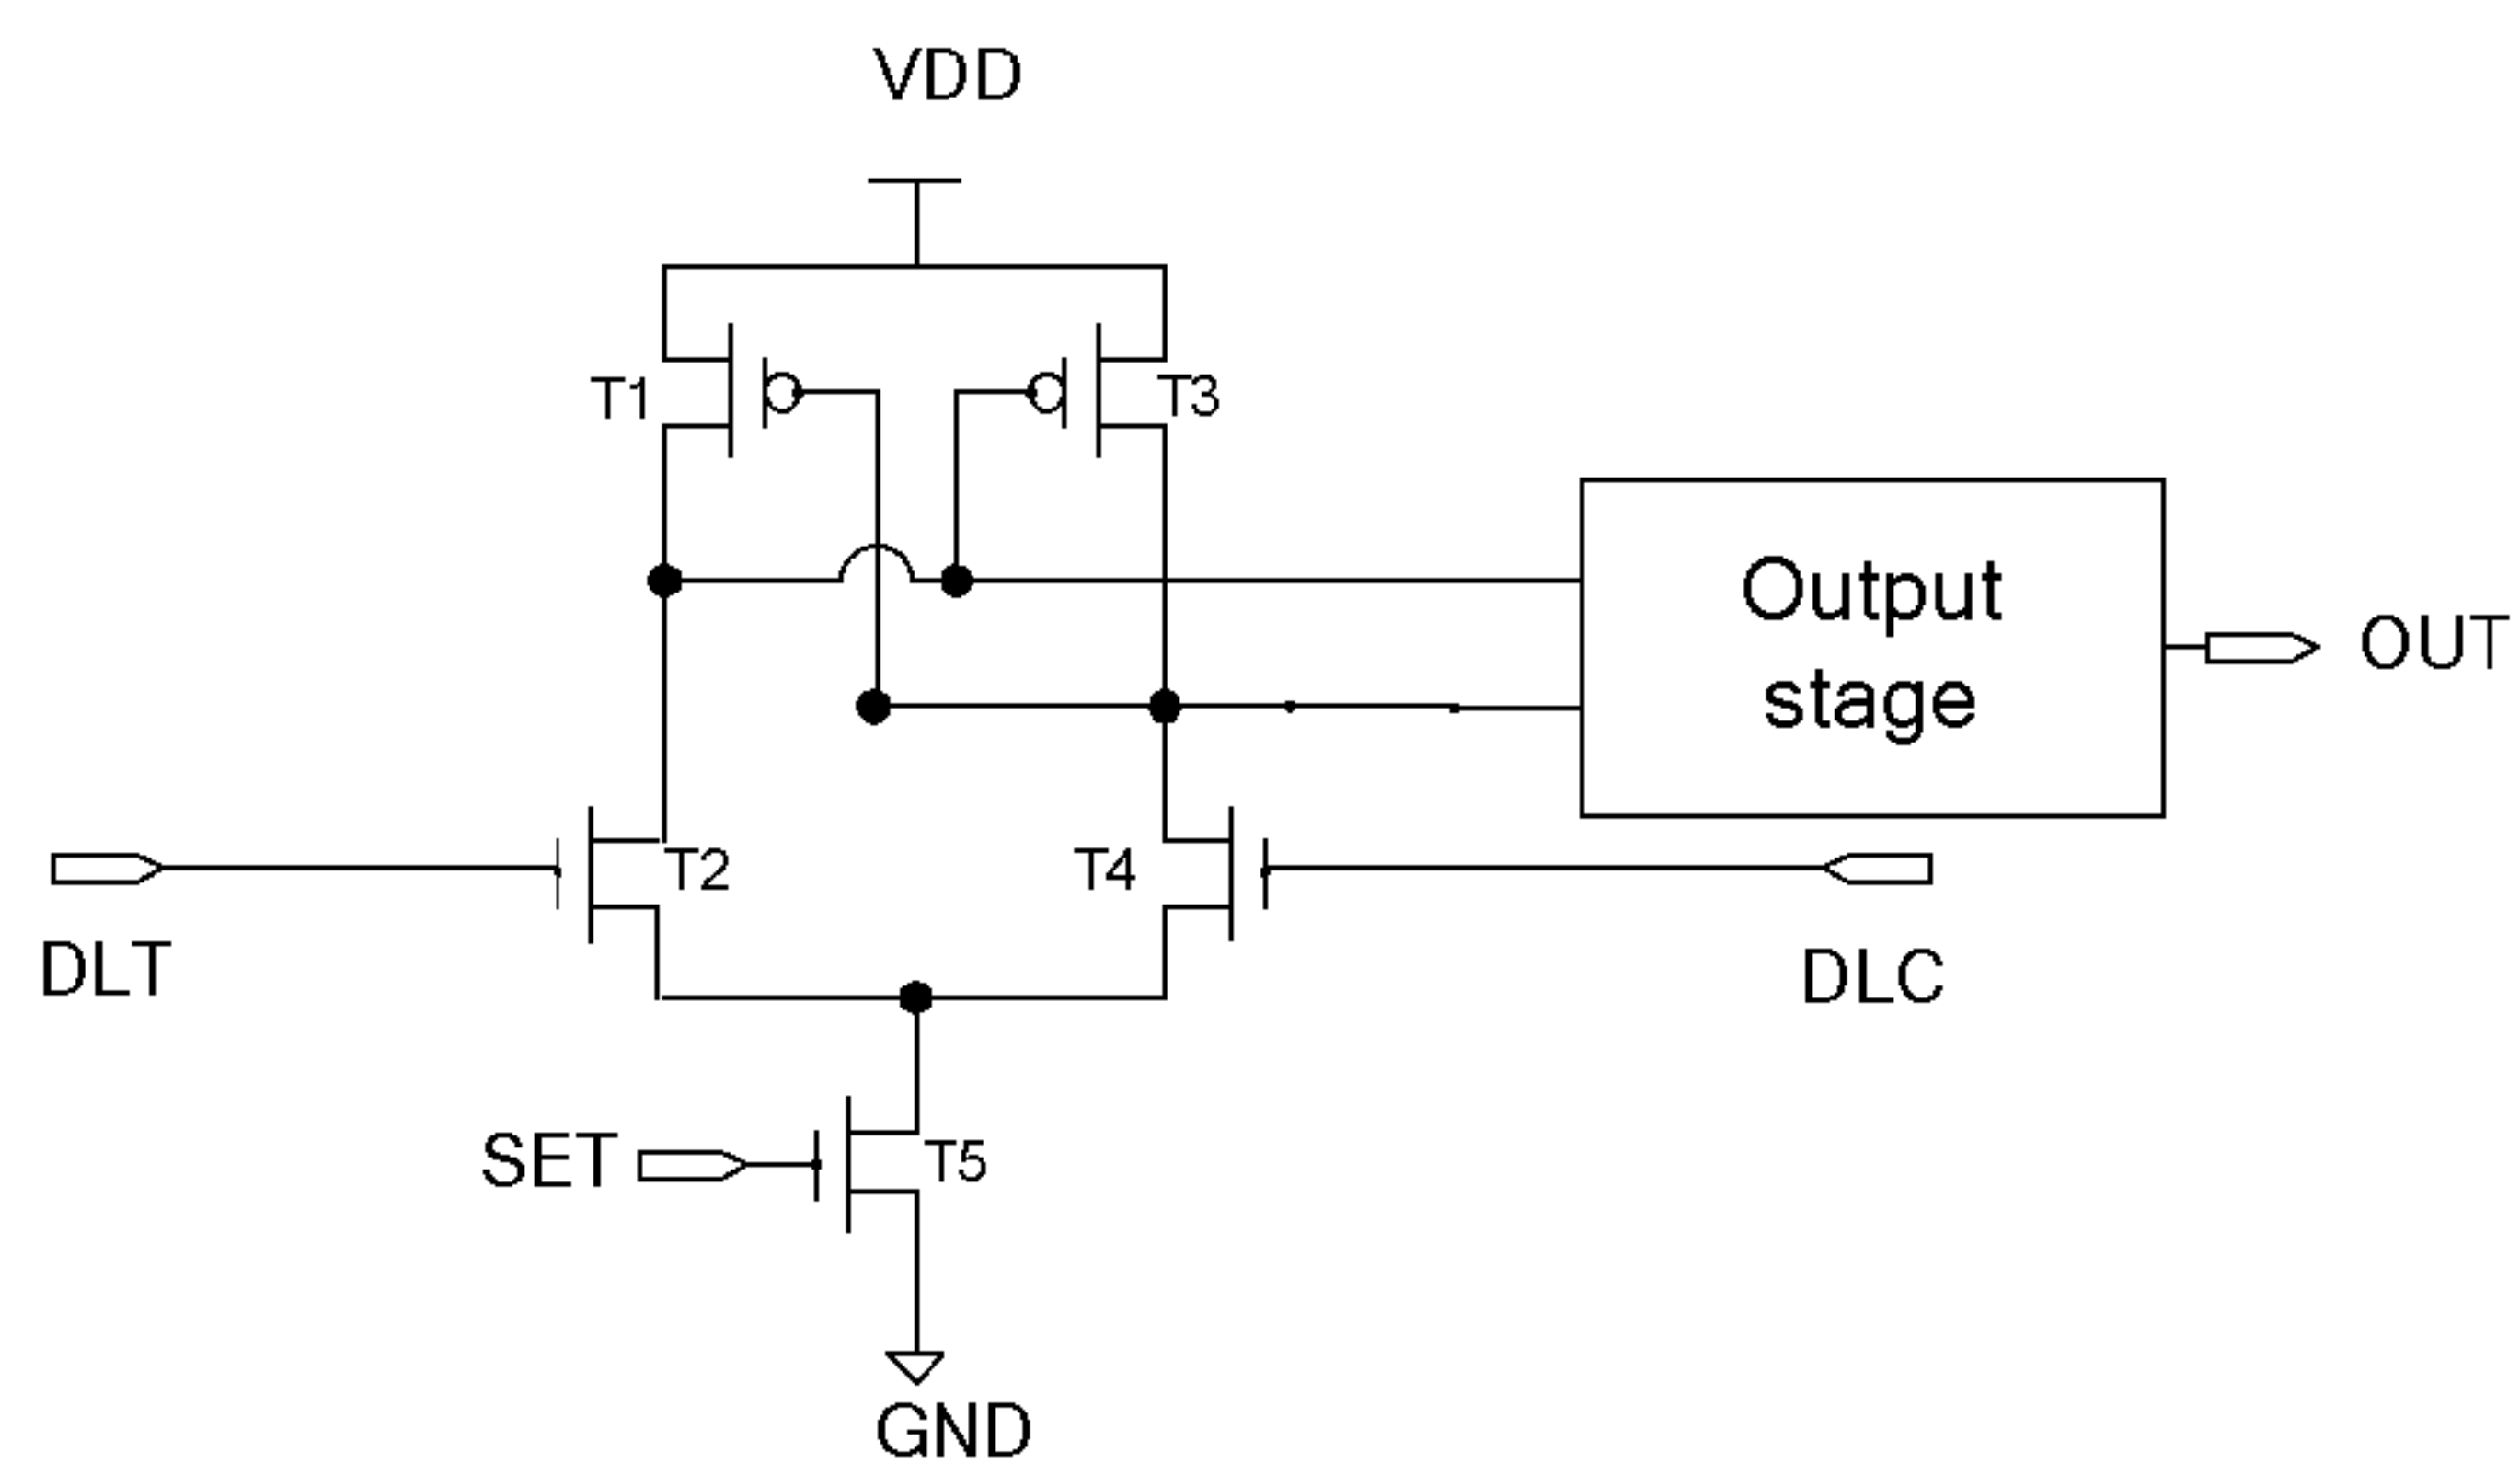 VDD
T1
T3
Output
stage
OUT
T2
T4
DLT
DLC
SET
T5
GND